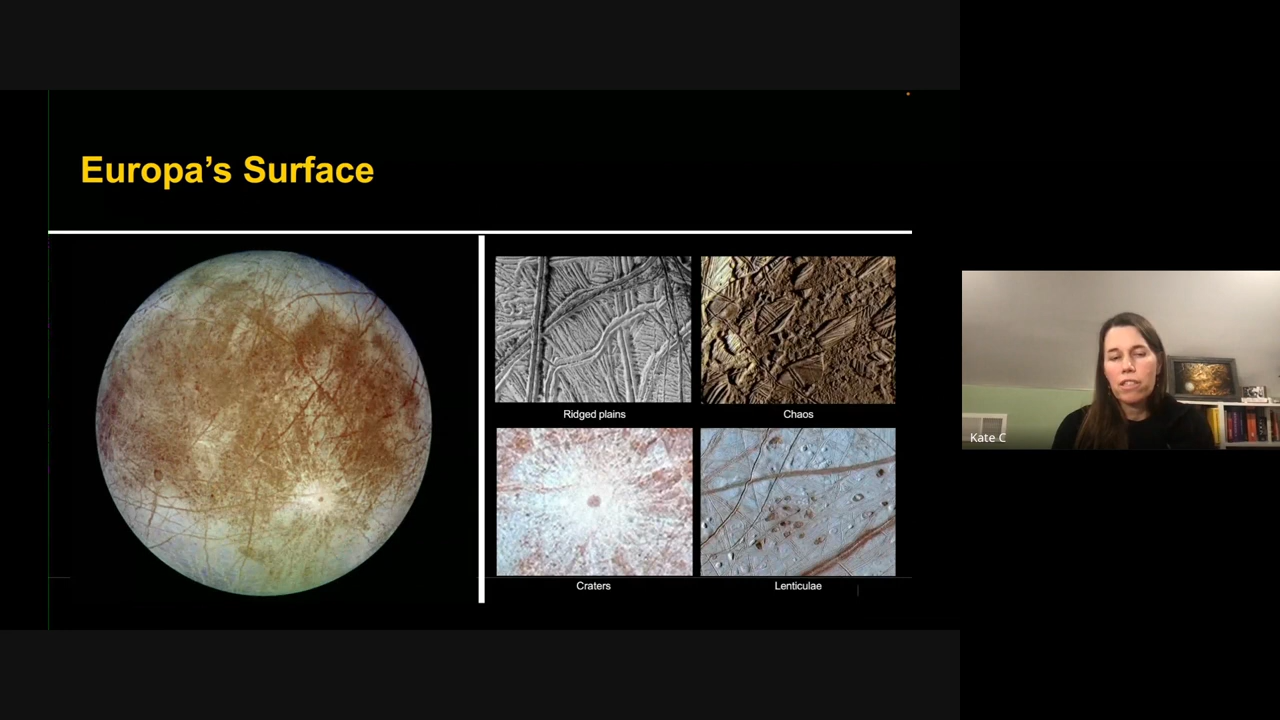 Europa’s Surface
Ridged plains
Chaos
Craters
Lenticulae
Kate C